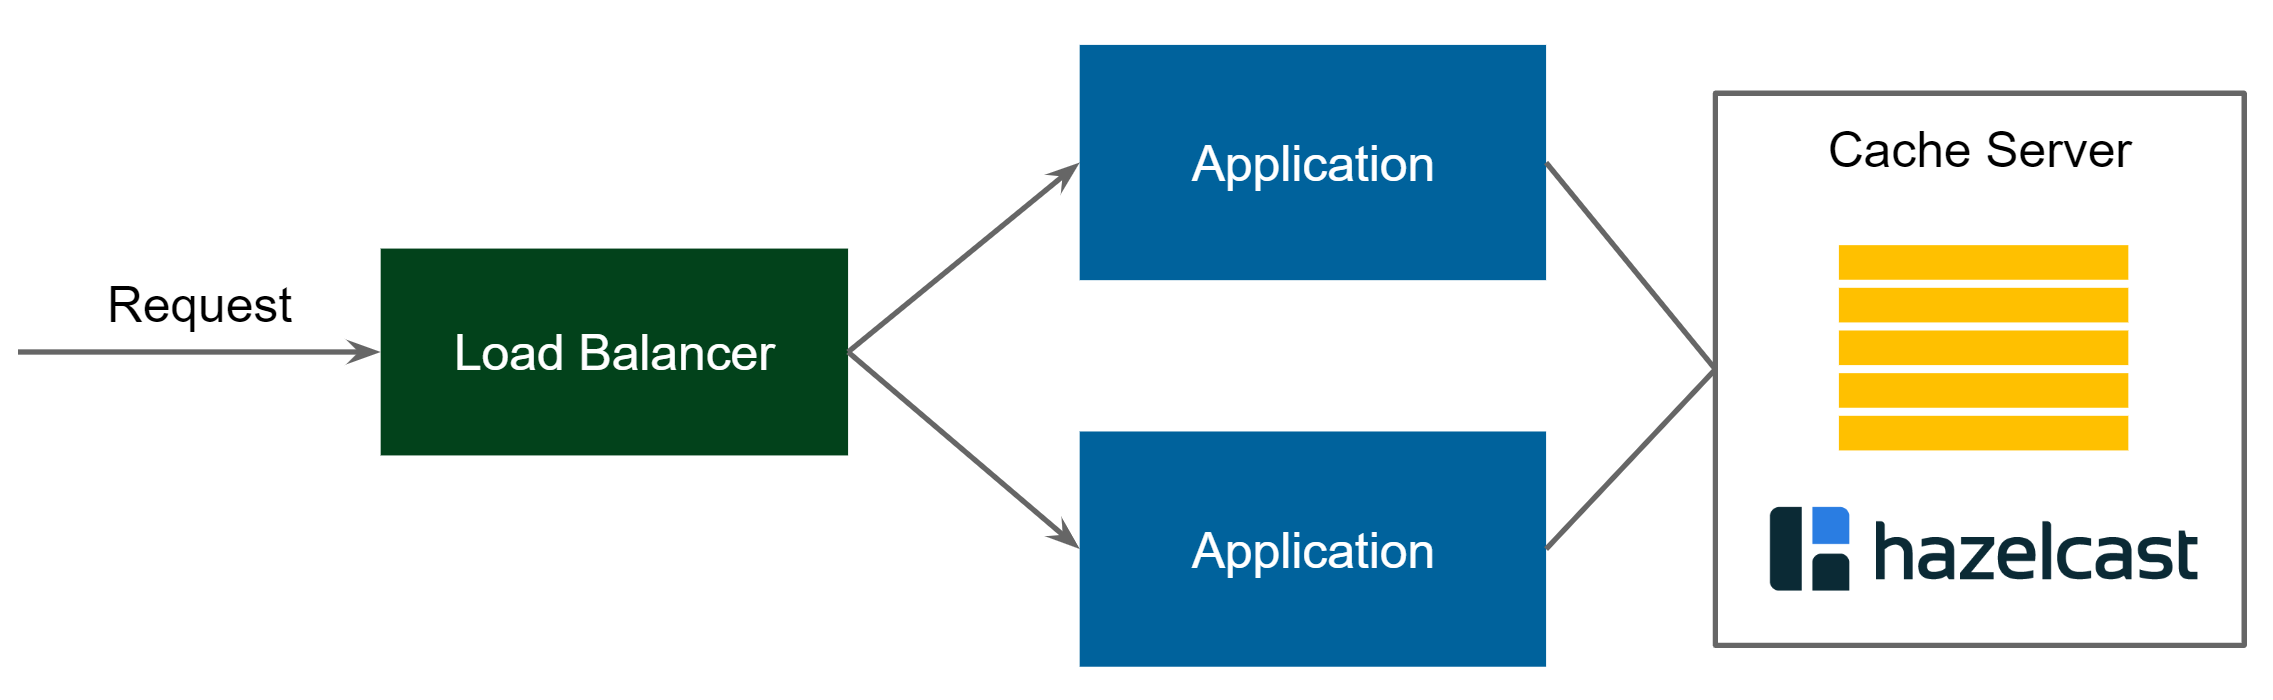 Request
Load Balancer
Application
Application
Cache Server
hazelcast